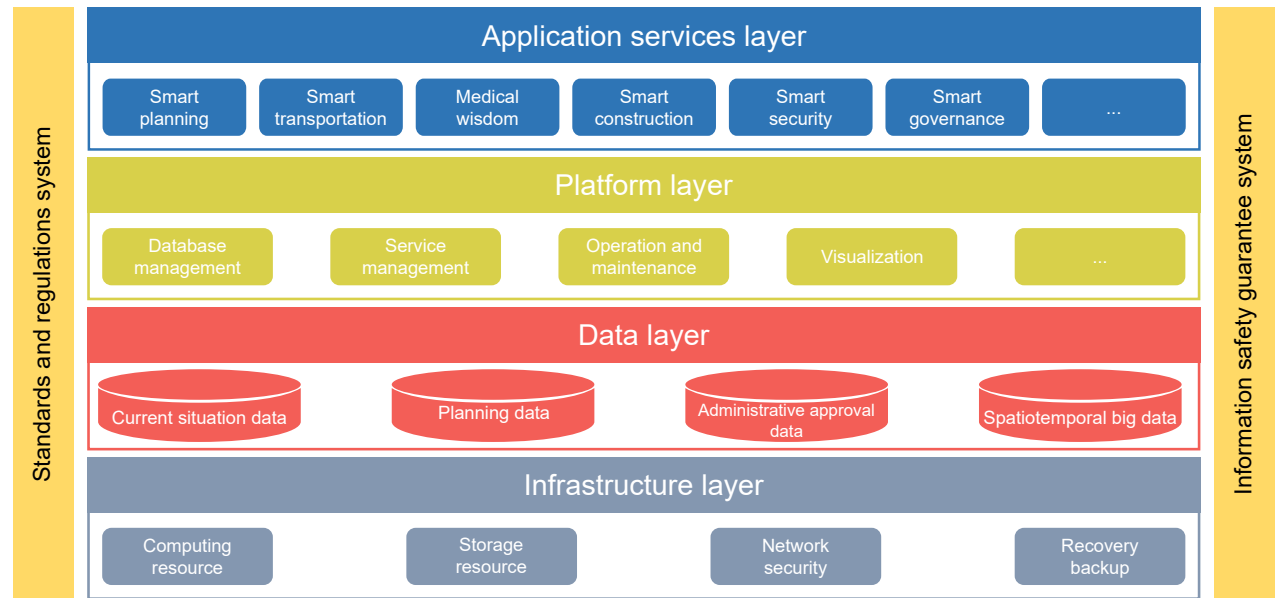 Standards and regulations system
Application services layer
Smart
planning
Smart
transportation
Medical
wisdom
Smart
construction
Smart
security
Smart
governance
...
Platform layer
Database
management
Service
management
Operation and
maintenance
Visualization
...
Data layer
Current situation data
Planning data
Administrative approval
data
Spatiotemporal big data
Infrastructure layer
Computing
resource
Storage
resource
Network
security
Recovery
backup
Information safety guarantee system